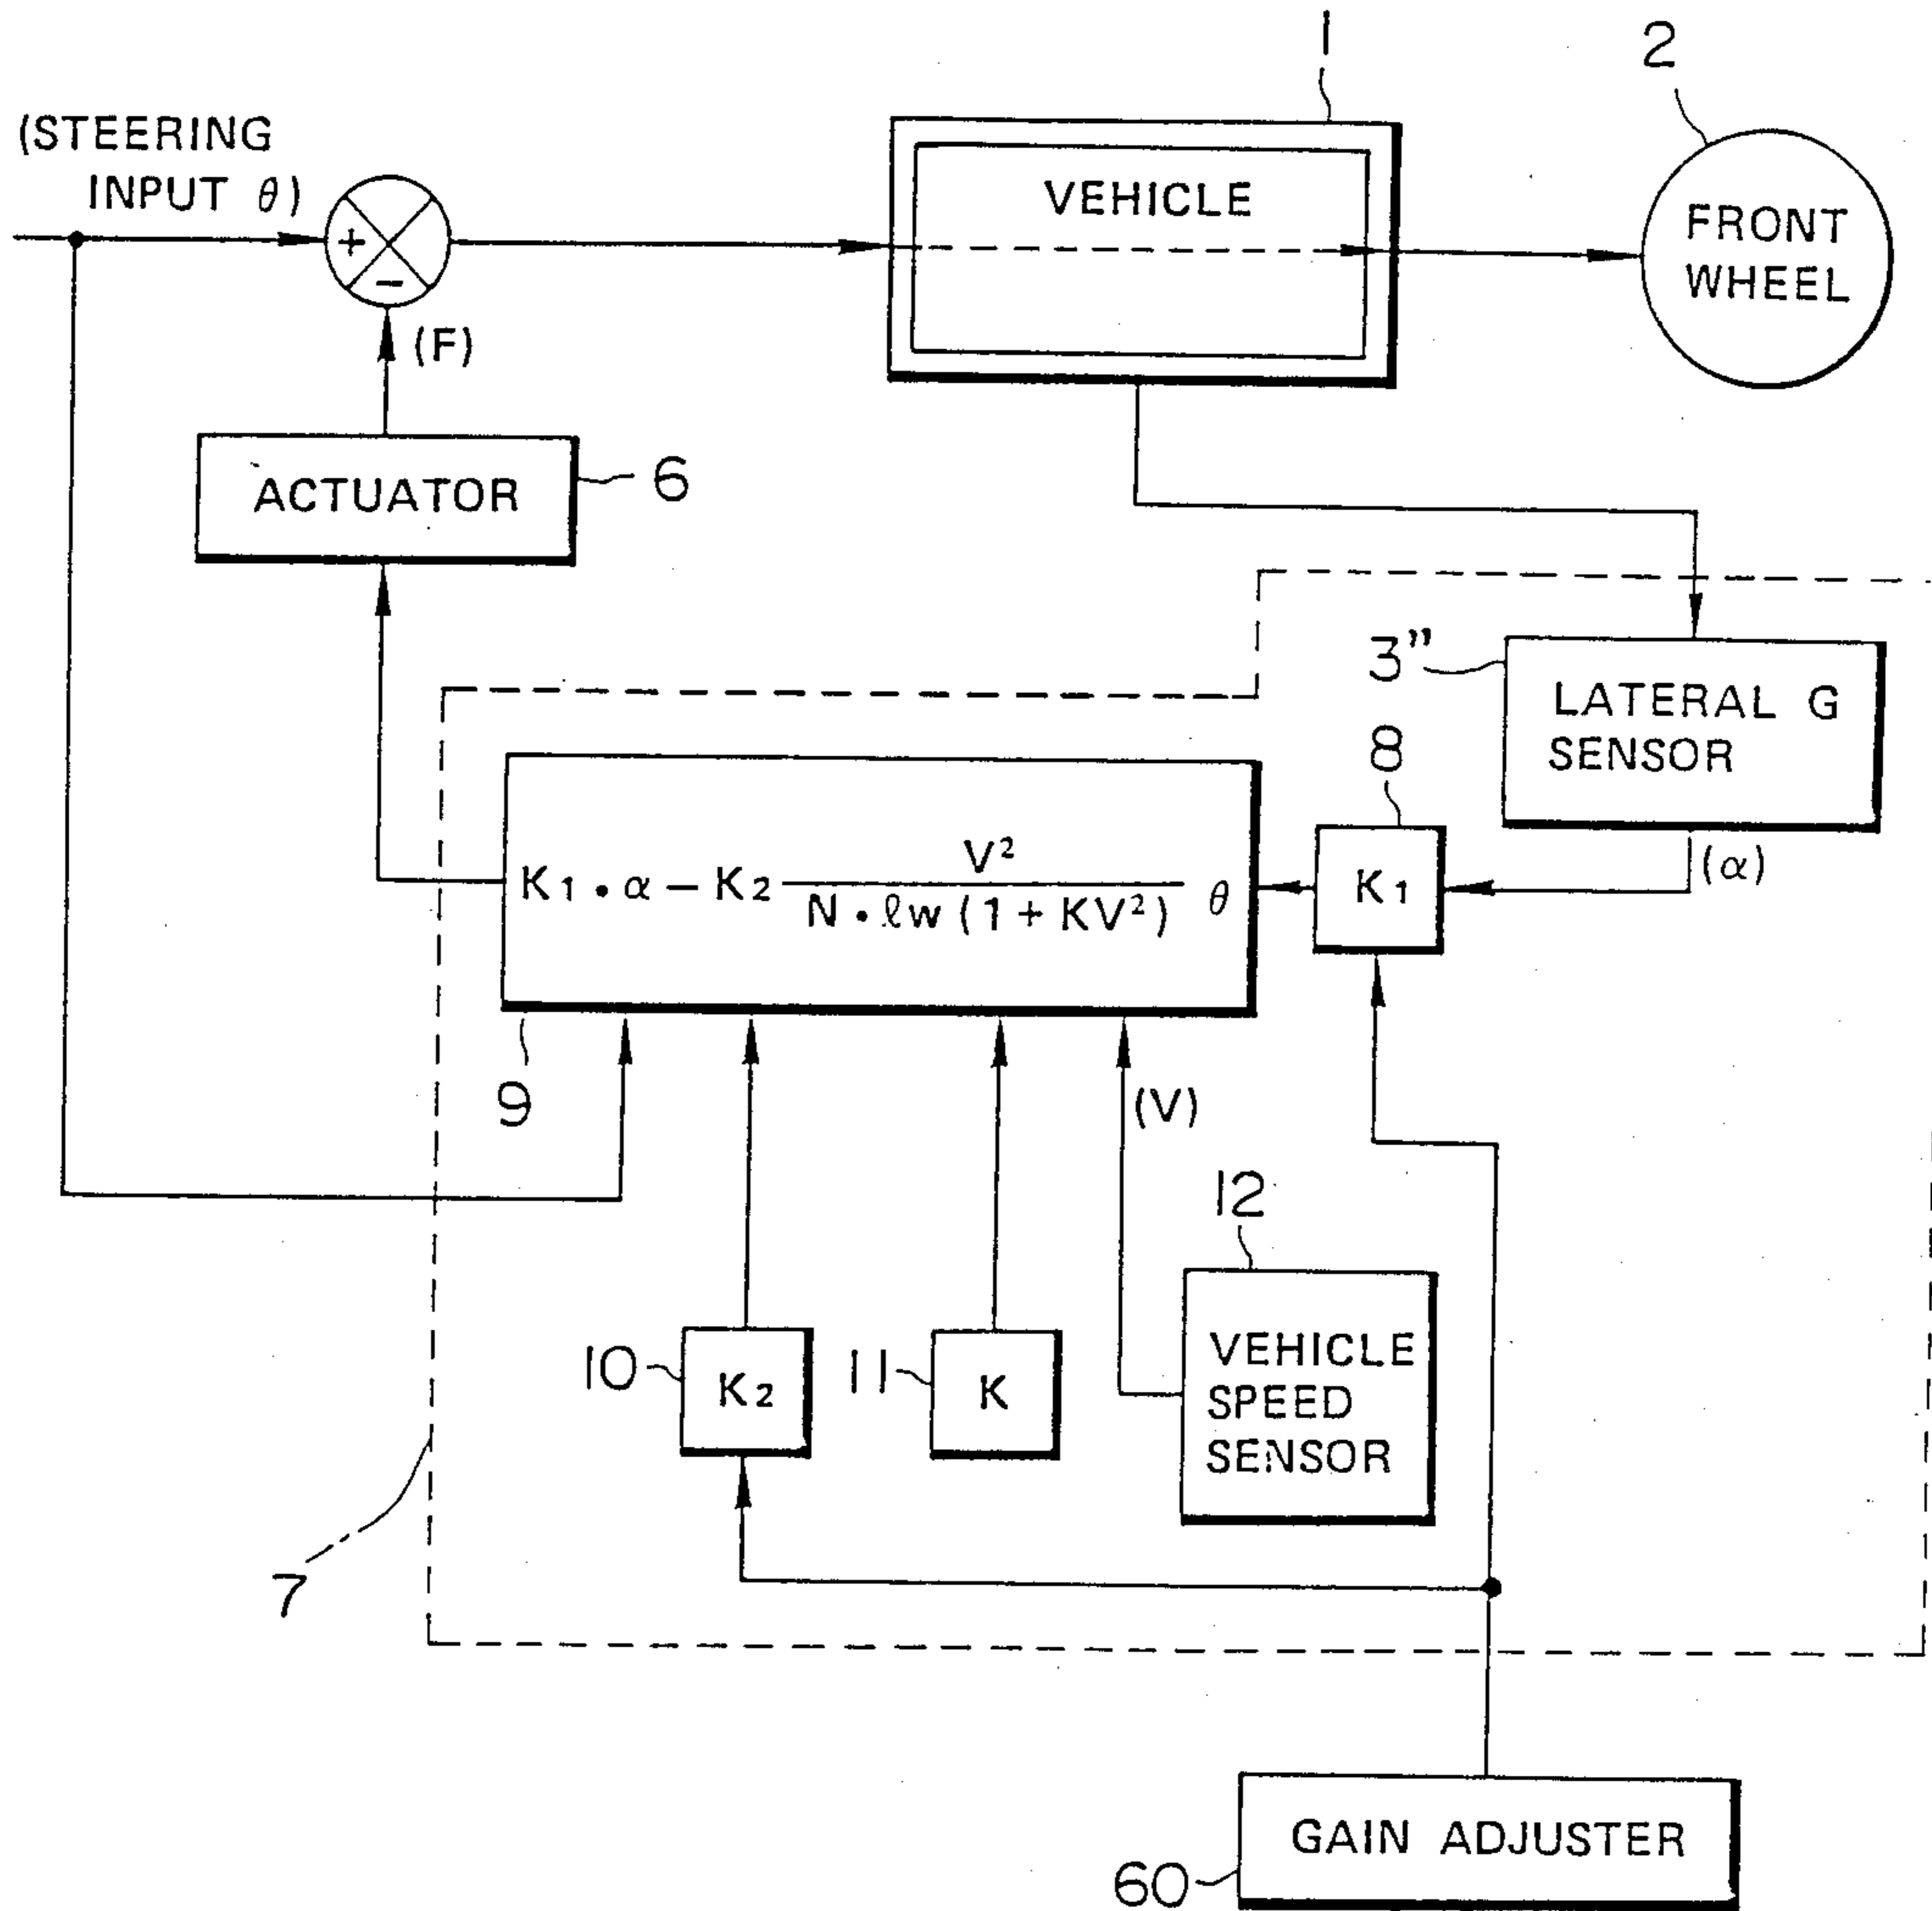 1
2
(STEERING
INPUT θ)
VEHICLE
FRONT
WHEEL
+
-
(F)
ACTUATOR
6
3"
LATERAL G
SENSOR
8
K₁ • α − K₂ V² / N • ℓw (1 + KV²) θ
K₁
(α)
9
(V)
12
10
K₂
11
K
VEHICLE
SPEED
SENSOR
7
GAIN ADJUSTER
60